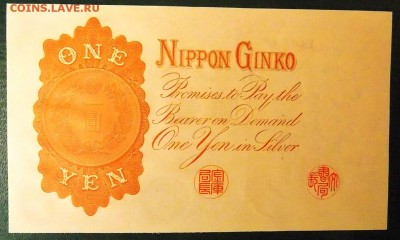 COINS.LAVE.RU
ONE
YEN
NIPPON GINKO
Promises to Pay the
Bearer on Demand
One Yen in Silver